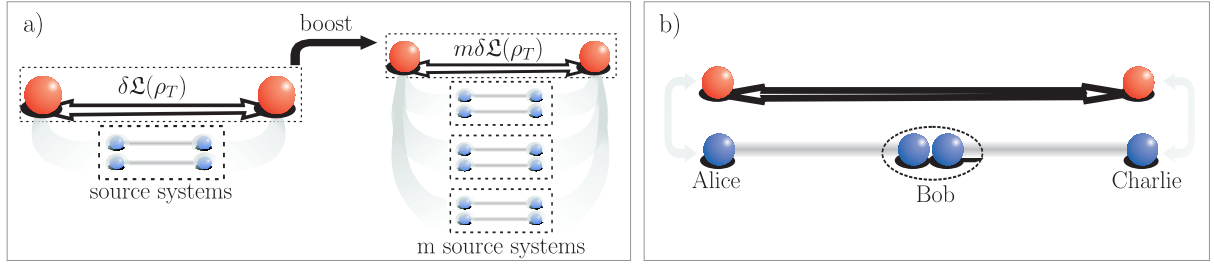 a)
boost
δ𝔏(ρ_T)
mδ𝔏(ρ_T)
source systems
m source systems
b)
Alice
Bob
Charlie